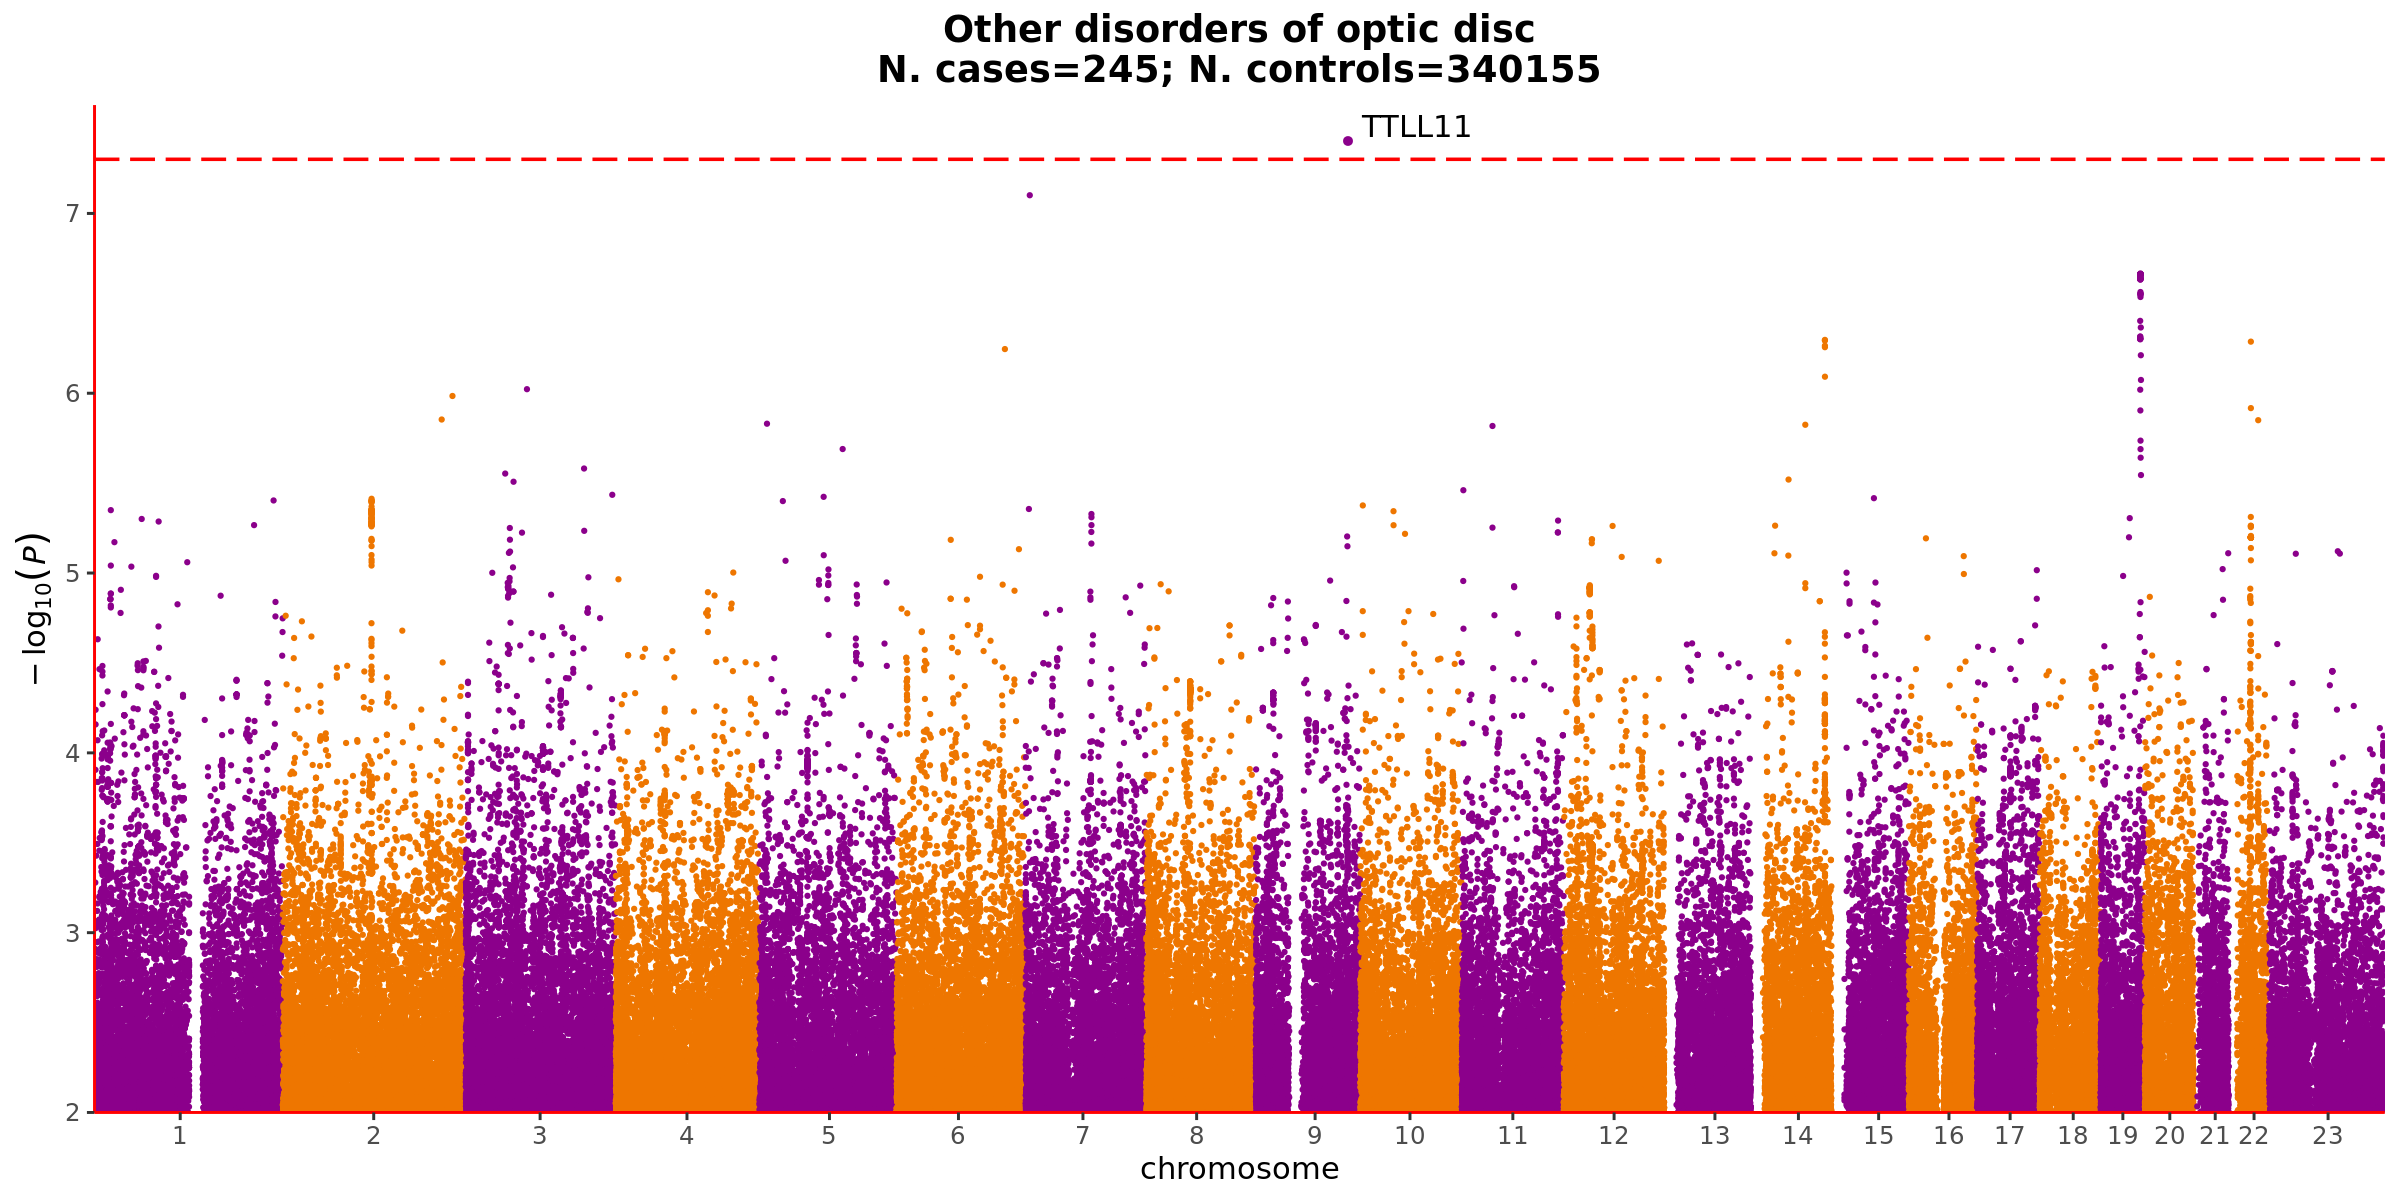 Other disorders of optic disc
N. cases=245; N. controls=340155
TTLL11
7
6
5
4
3
2
−log10(P)
1 2 3 4 5 6 7 8 9 10 11 12 13 14 15 16 17 18 19 20 21 22 23
chromosome